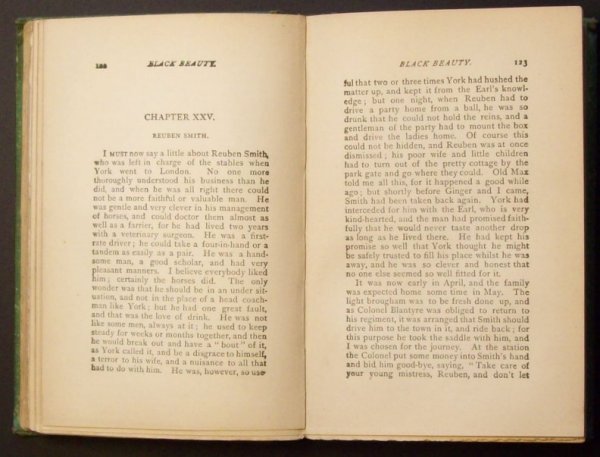 122 BLACK BEAUTY.
CHAPTER XXV.
REUBEN SMITH.
I MUST now say a little about Reuben Smith,
who was left in charge of the stables when
York went to London. No one more
thoroughly understood his business than he
did, and when he was all right there could
not be a more faithful or valuable man. He
was gentle and very clever in his management
of horses, and could doctor them almost as
well as a farrier, for he had lived two years
with a veterinary surgeon. He was a first-
rate driver; he could take a four-in-hand or a
tandem as easily as a pair. He was a hand-
some man, a good scholar, and had very
pleasant manners. I believe everybody liked
him; certainly the horses did. The only
wonder was that he should be in an under sit-
uation, and not in the place of a head coach-
man like York; but he had one great fault,
and that was the love of drink. He was not
like some men, always at it; he used to keep
steady for weeks or months together, and then
he would break out and have a "bout" of it,
as York called it, and be a disgrace to himself,
a terror to his wife, and a nuisance to all that
had to do with him. He was, however, so use-
BLACK BEAUTY. 123
ful that two or three times York had hushed the
matter up, and kept it from the Earl's knowl-
edge; but one night, when Reuben had to
drive a party home from a ball, he was so
drunk that he could not hold the reins, and a
gentleman of the party had to mount the box
and drive the ladies home. Of course this
could not be hidden, and Reuben was at once
dismissed; his poor wife and little children
had to turn out of the pretty cottage by the
park gate and go where they could. Old Max
told me all this, for it happened a good while
ago; but shortly before Ginger and I came,
Smith had been taken back again. York had
interceded for him with the Earl, who is very
kind-hearted, and the man had promised faith-
fully that he would never taste another drop
as long as he lived there. He had kept his
promise so well that York thought he might
be safely trusted to fill his place whilst he was
away, and he was so clever and honest that
no one else seemed so well fitted for it.
It was now early in April, and the family
was expected home some time in May. The
light brougham was to be fresh done up, and
as Colonel Blantyre was obliged to return to
his regiment, it was arranged that Smith should
drive him to the town in it, and ride back; for
this purpose he took the saddle with him, and
I was chosen for the journey. At the station
the Colonel put some money into Smith's hand
and bid him good-bye, saying, "Take care of
your young mistress, Reuben, and don't let